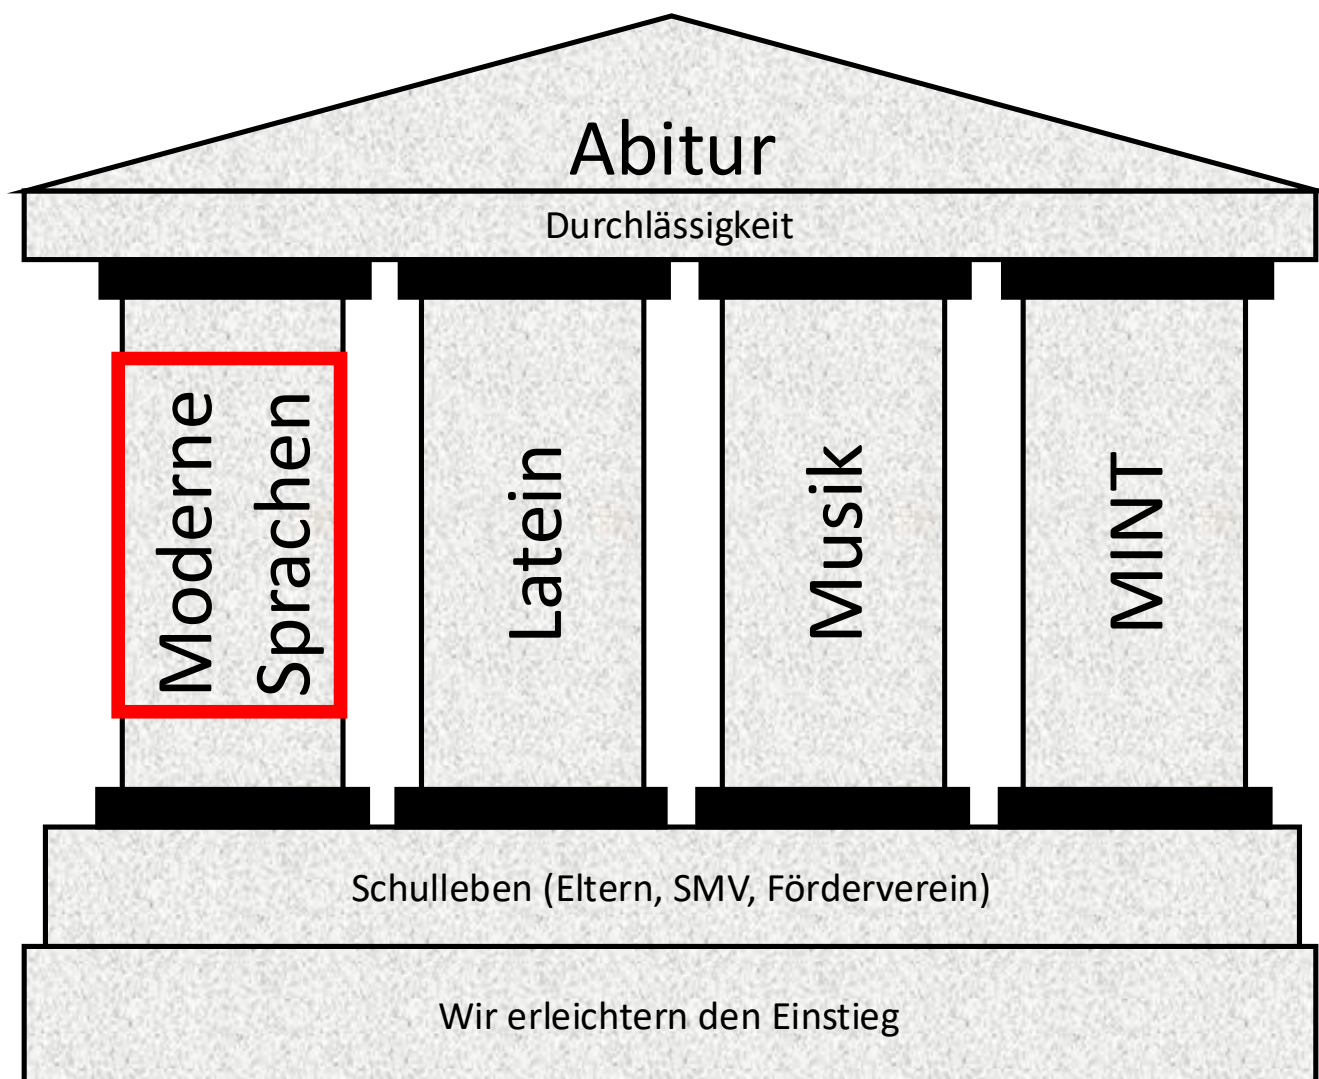 Abitur
Durchlässigkeit
Moderne
Sprachen
Latein
Musik
MINT
Schulleben (Eltern, SMV, Förderverein)
Wir erleichtern den Einstieg